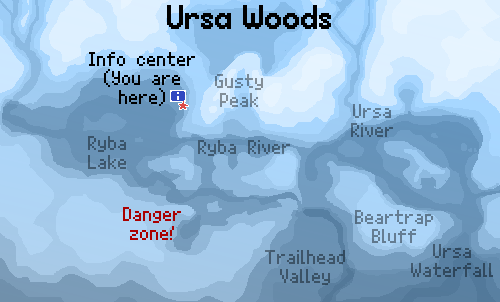 Ursa Woods
Info center
(You are
here)
Gusty
Peak
Ursa
River
Ryba
Lake
Ryba River
Danger
zone!
Beartrap
Bluff
Trailhead
Valley
Ursa
Waterfall